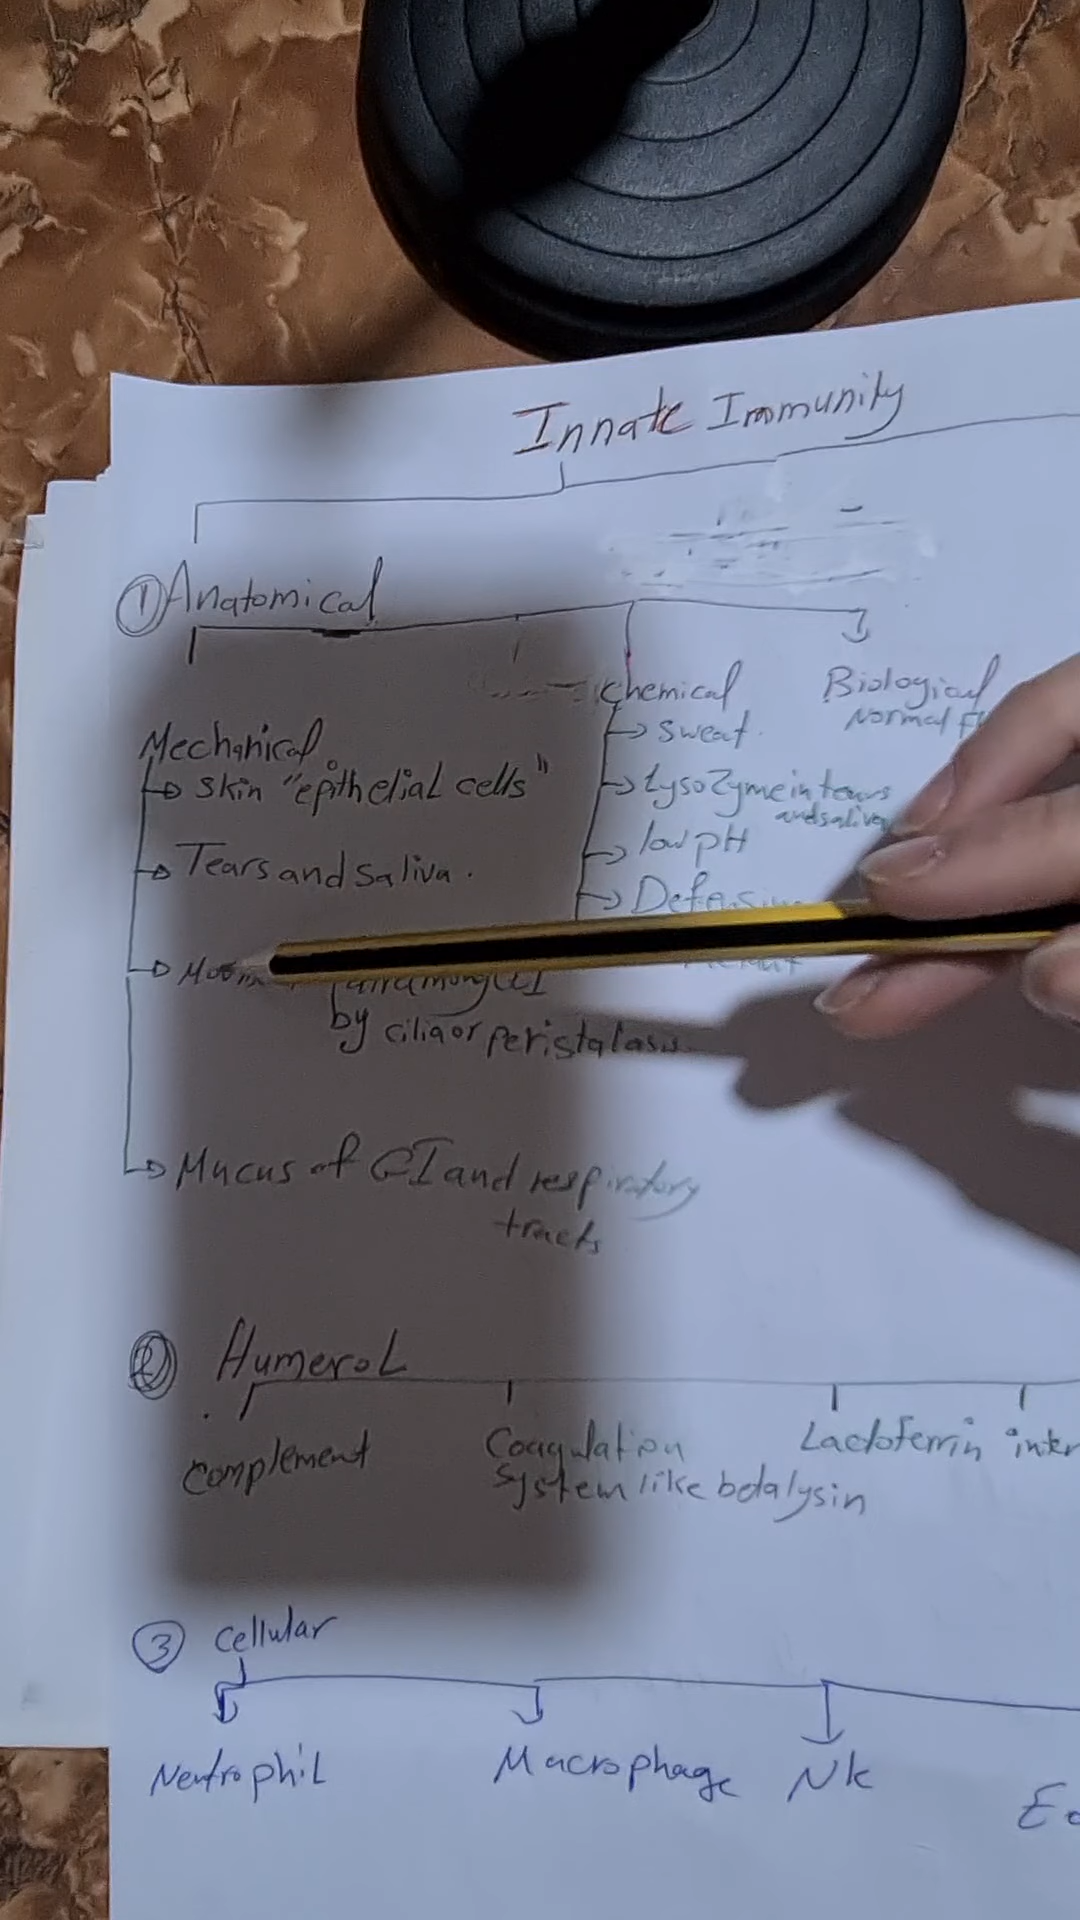 Innate Immunity
① Anatomical
Mechanical
Skin "epithelial cells"
Tears and saliva.
by cilia or peristalasis
Mucus of GI and respiratory
tracts
chemical
sweat.
Lysozyme in tears
and saliva
low pH
Biological
Normal
Humerol
Complement
Coagulation
system like betalysin
Lactoferrin
③ cellular
Neutrophil
Macrophage
NK